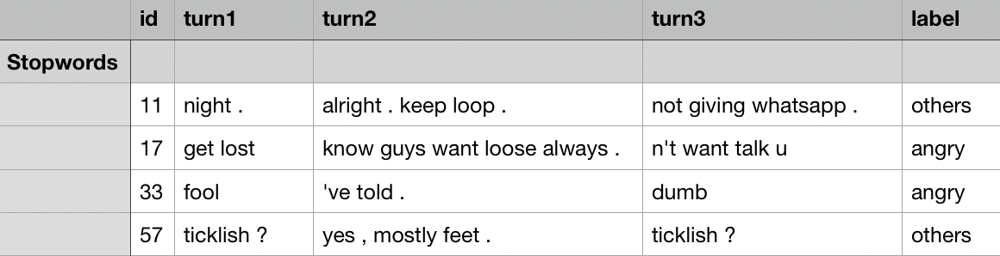 id turn1 turn2 turn3 label
Stopwords
11 night . alright . keep loop . not giving whatsapp . others
17 get lost know guys want loose always . n't want talk u angry
33 fool 've told . dumb angry
57 ticklish ? yes , mostly feet . ticklish ? others